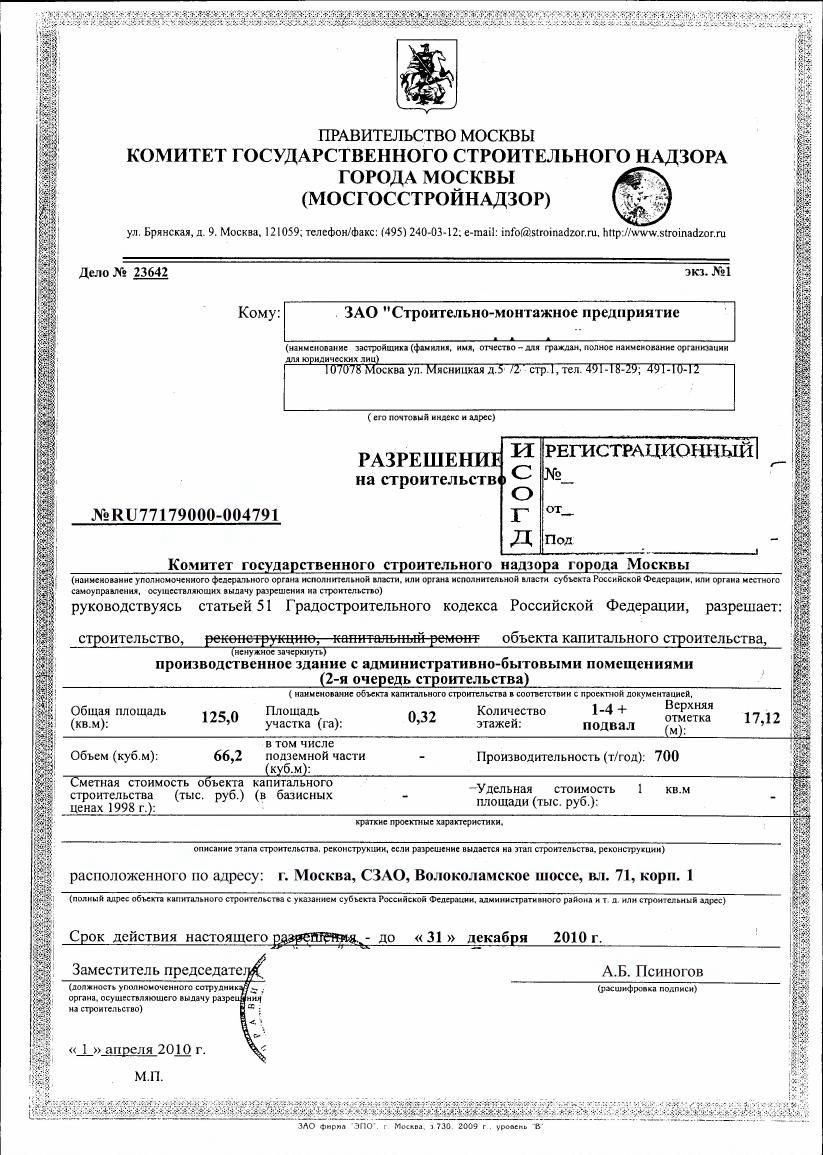 ПРАВИТЕЛЬСТВО МОСКВЫ
КОМИТЕТ ГОСУДАРСТВЕННОГО СТРОИТЕЛЬНОГО НАДЗОРА
ГОРОДА МОСКВЫ
(МОСГОССТРОЙНАДЗОР)
ул. Брянская, д. 9. Москва, 121059; телефон/факс: (495) 240-03-12; e-mail: info@stroinadzor.ru, http://www.stroinadzor.ru
Дело № 23642 экз. №1
Кому: ЗАО "Строительно-монтажное предприятие
(наименование застройщика (фамилия, имя, отчество – для граждан, полное наименование организации
для юридических лиц)
107078 Москва ул. Мясницкая д.5 /2 стр.1, тел. 491-18-29; 491-10-12
( его почтовый индекс и адрес)
РАЗРЕШЕНИЕ
на строительство
ИСОГД
РЕГИСТРАЦИОННЫЙ
№_
от_
Под
№RU77179000-004791
Комитет государственного строительного надзора города Москвы
(наименование уполномоченного федерального органа исполнительной власти, или органа исполнительной власти субъекта Российской Федерации, или органа местного
самоуправления, осуществляющих выдачу разрешения на строительство)
руководствуясь статьей 51 Градостроительного кодекса Российской Федерации, разрешает:
строительство, реконструкцию, капитальный ремонт объекта капитального строительства,
(ненужное зачеркнуть)
производственное здание с административно-бытовыми помещениями
(2-я очередь строительства)
( наименование объекта капитального строительства в соответствии с проектной документацией,
Общая площадь (кв.м): 125,0 Площадь участка (га): 0,32 Количество этажей: 1-4 + подвал Верхняя отметка (м): 17,12
Объем (куб.м): 66,2 в том числе подземной части (куб.м): - Производительность (т/год): 700
Сметная стоимость объекта капитального строительства (тыс. руб.) (в базисных ценах 1998 г.): - Удельная стоимость 1 кв.м площади (тыс. руб.): -
краткие проектные характеристики,
описание этапа строительства, реконструкции, если разрешение выдается на этап строительства, реконструкции)
расположенного по адресу: г. Москва, СЗАО, Волоколамское шоссе, вл. 71, корп. 1
(полный адрес объекта капитального строительства с указанием субъекта Российской Федерации, административного района и т. д. или строительный адрес)
Срок действия настоящего разрешения - до « 31 » декабря 2010 г.
Заместитель председателя А.Б. Псиногов
(должность уполномоченного сотрудника (расшифровка подписи)
органа, осуществляющего выдачу разрешения
на строительство)
« 1 » апреля 2010 г.
М.П.
ЗАО фирма "ЭПО", г. Москва, з.730, 2009 г., уровень "В"